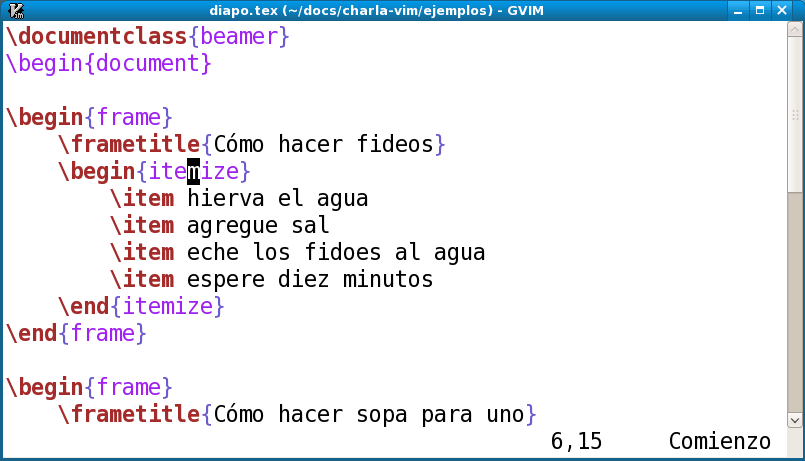 diapo.tex (~/docs/charla-vim/ejemplos) - GVIM
\documentclass{beamer}
\begin{document}
\begin{frame}
\frametitle{Cómo hacer fideos}
\begin{itemize}
\item hierva el agua
\item agregue sal
\item eche los fidoes al agua
\item espere diez minutos
\end{itemize}
\end{frame}
\begin{frame}
\frametitle{Cómo hacer sopa para uno}
6,15 Comienzo